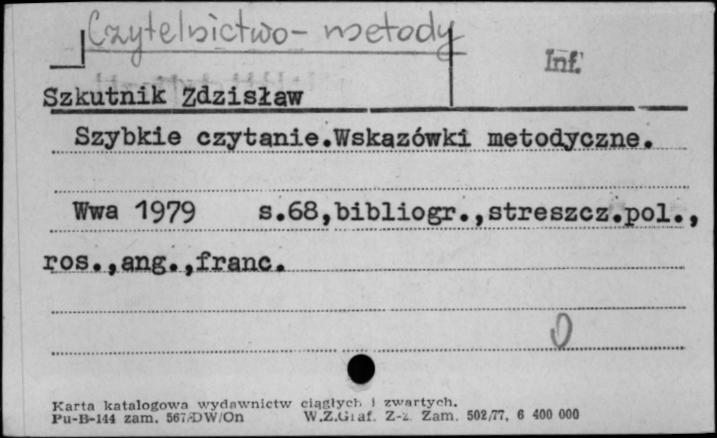 Czytelnictwo - metody
Inf.
Szkutnik Zdzisław
Szybkie czytanie.Wskazówki metodyczne.
Wwa 1979 s.68,bibliogr.,streszcz.pol.,
ros.,ang.,franc.
Karta katalogowa wydawnictw ciągłych i zwartych.
Pu-B-144 zam. 567/DW/On W.Z.Graf. Z-2 Zam. 502/77, 6 400 000